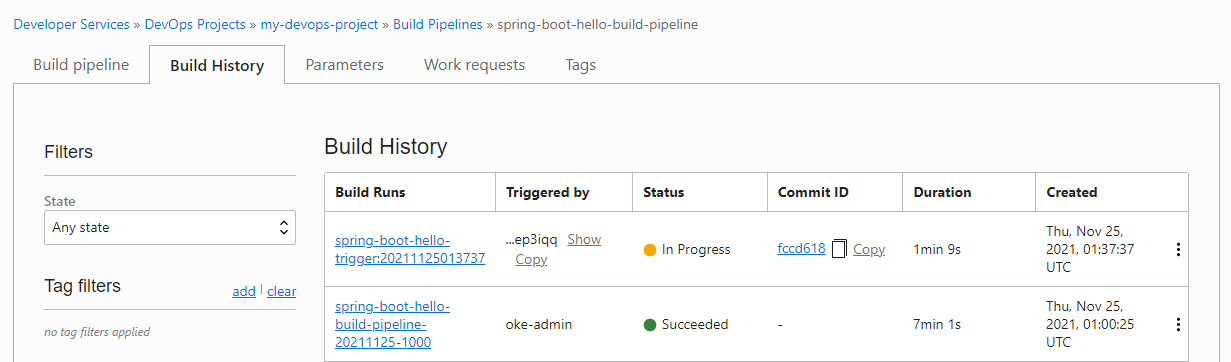 Developer Services » DevOps Projects » my-devops-project » Build Pipelines » spring-boot-hello-build-pipeline
Build pipeline Build History Parameters Work requests Tags
Filters
State
Any state
Tag filters add clear
no tag filters applied
Build History
Build Runs Triggered by Status Commit ID Duration Created
spring-boot-hello-
trigger:20211125013737
...ep3iqq Show
Copy
In Progress
fccd618 Copy
1min 9s
Thu, Nov 25,
2021, 01:37:37
UTC
spring-boot-hello-
build-pipeline-
20211125-1000
oke-admin
Succeeded
-
7min 1s
Thu, Nov 25,
2021, 01:00:25
UTC